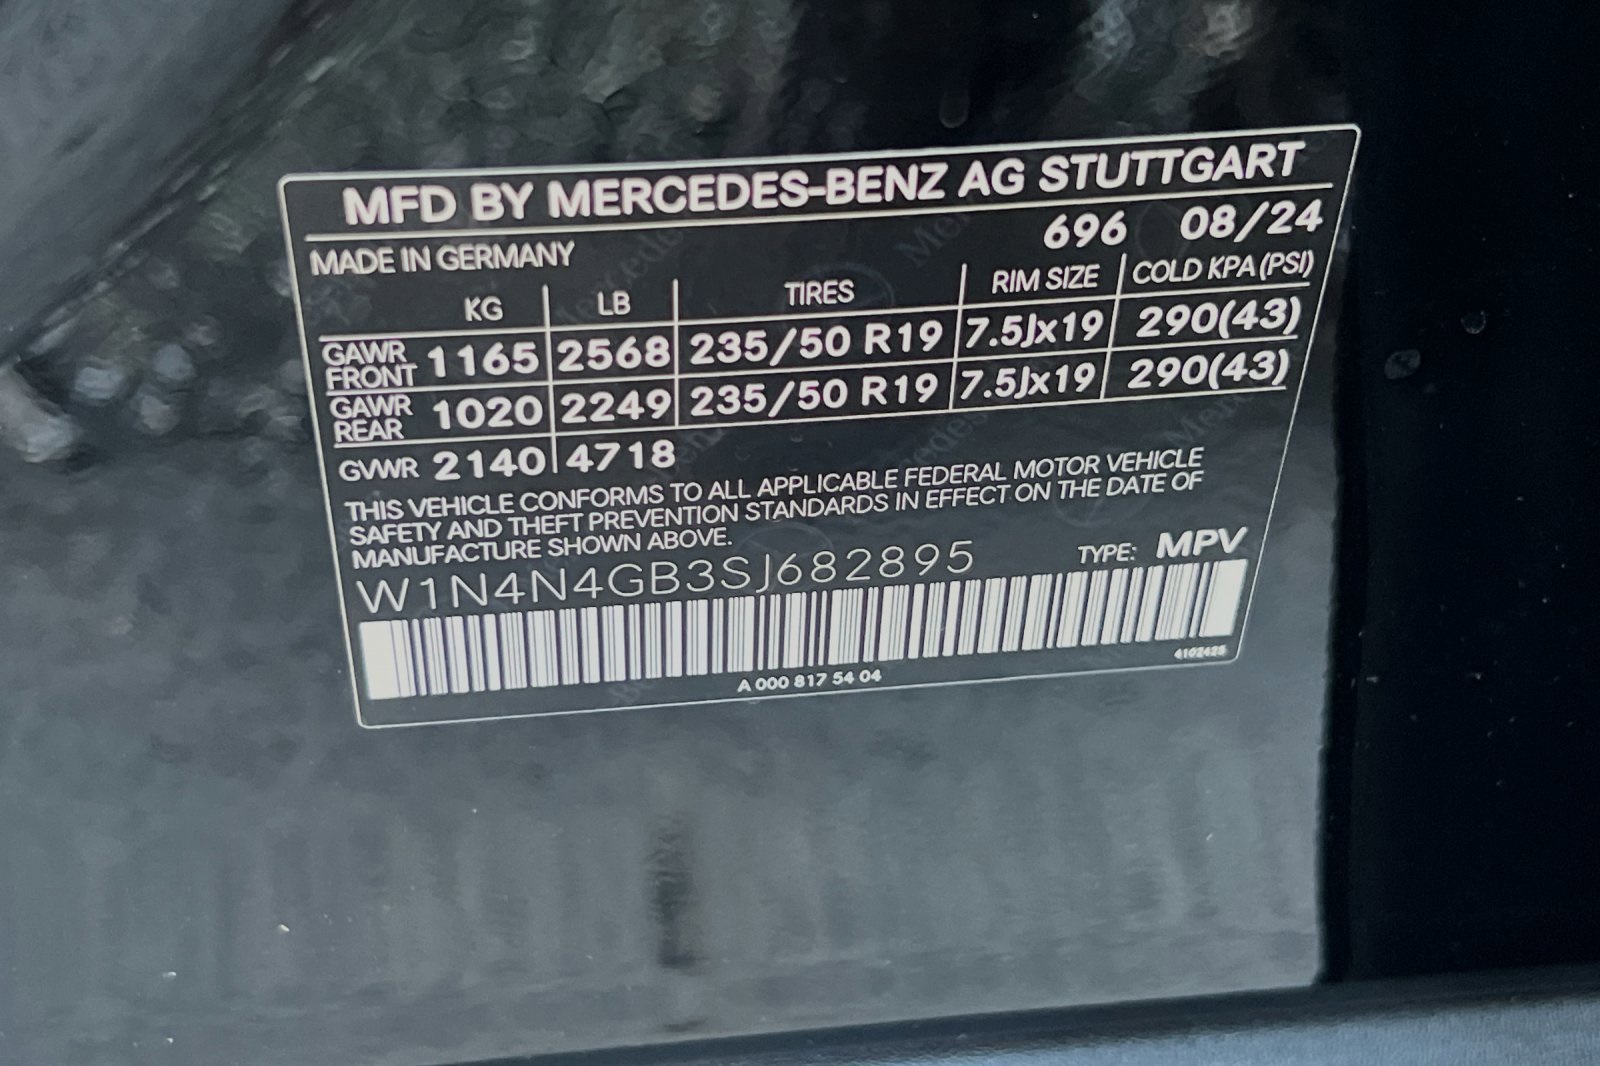 MFD BY MERCEDES-BENZ AG STUTTGART
MADE IN GERMANY 696 08/24
KG LB TIRES RIM SIZE COLD KPA (PSI)
GAWR FRONT 1165 2568 235/50 R19 7.5Jx19 290(43)
GAWR REAR 1020 2249 235/50 R19 7.5Jx19 290(43)
GVWR 2140 4718
THIS VEHICLE CONFORMS TO ALL APPLICABLE FEDERAL MOTOR VEHICLE
SAFETY AND THEFT PREVENTION STANDARDS IN EFFECT ON THE DATE OF
MANUFACTURE SHOWN ABOVE.
W1N4N4GB3SJ682895 TYPE: MPV
A 000 817 54 04 4102425